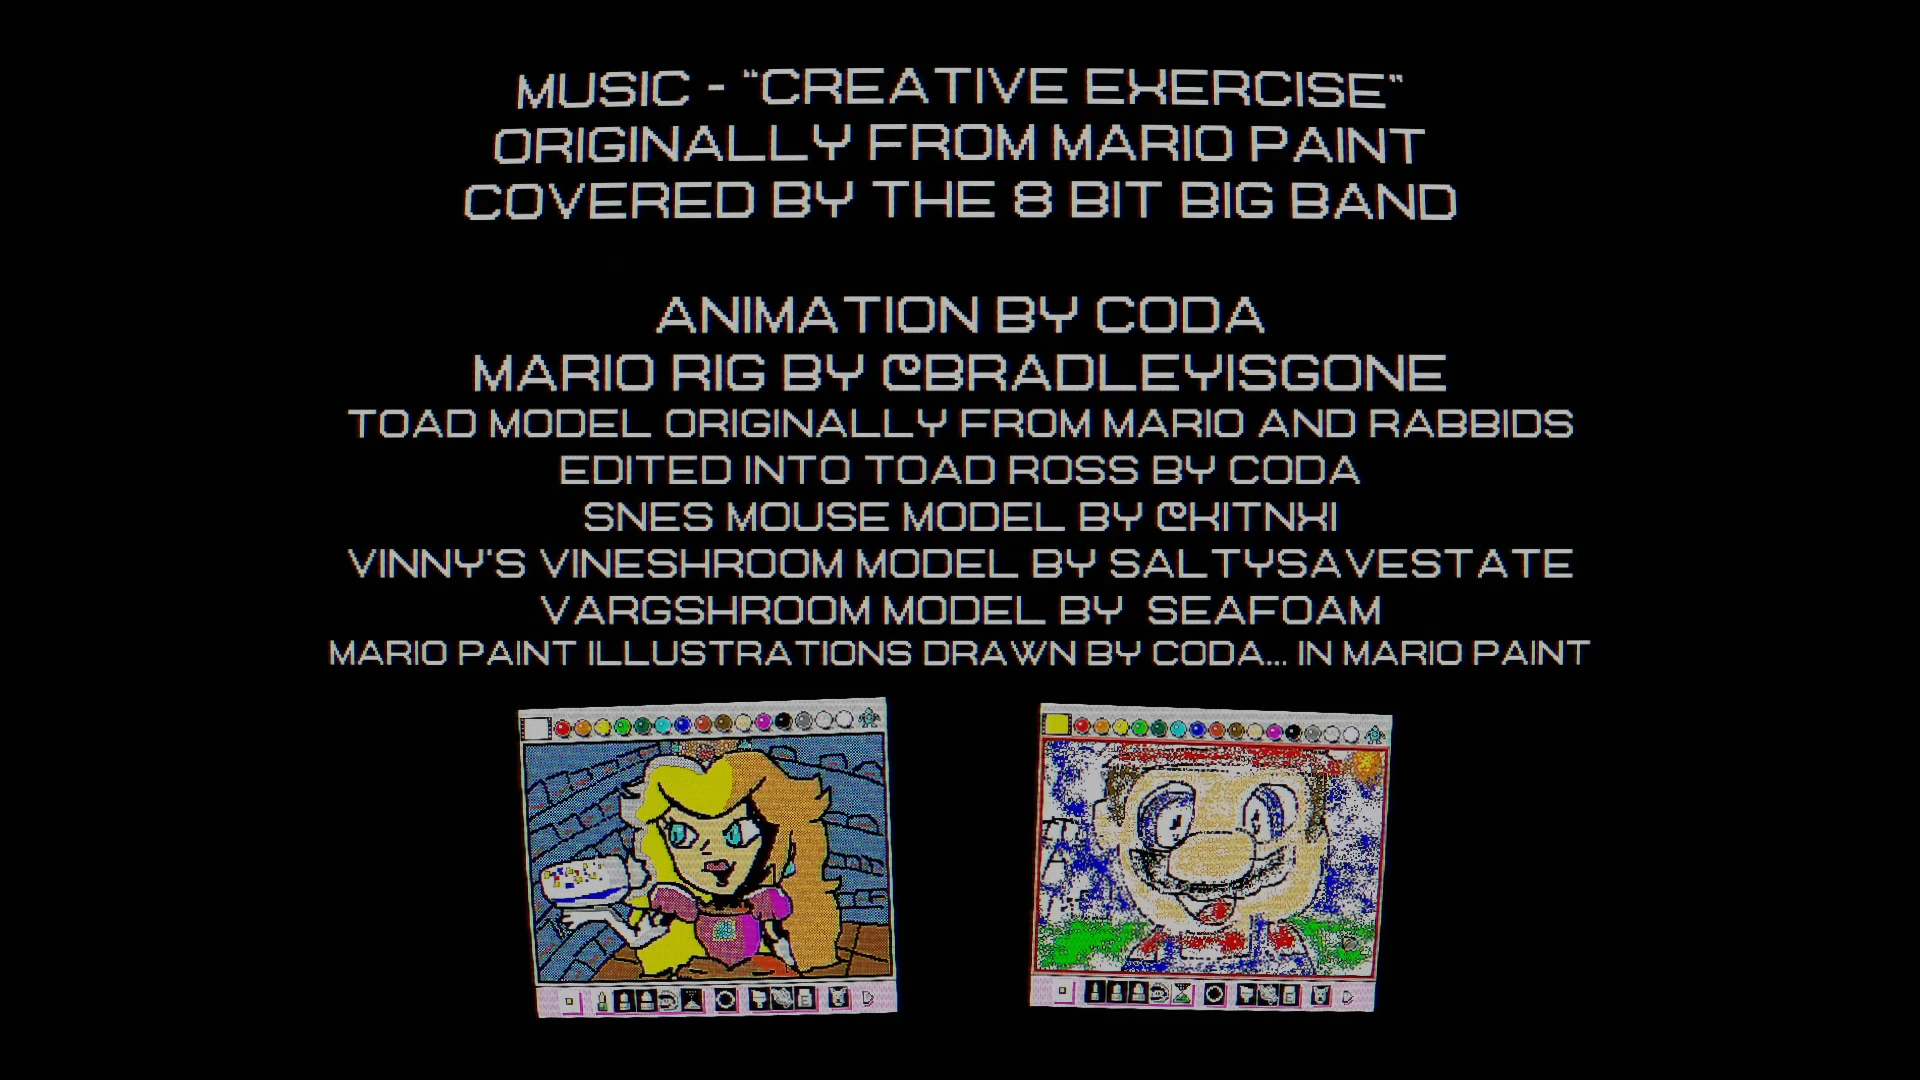 MUSIC - "CREATIVE EXERCISE"
ORIGINALLY FROM MARIO PAINT
COVERED BY THE 8 BIT BIG BAND
ANIMATION BY CODA
MARIO RIG BY @BRADLEYISGONE
TOAD MODEL ORIGINALLY FROM MARIO AND RABBIDS
EDITED INTO TOAD ROSS BY CODA
SNES MOUSE MODEL BY @KITNXI
VINNY'S VINESHROOM MODEL BY SALTYSAVESTATE
VARGSHROOM MODEL BY SEAFOAM
MARIO PAINT ILLUSTRATIONS DRAWN BY CODA... IN MARIO PAINT